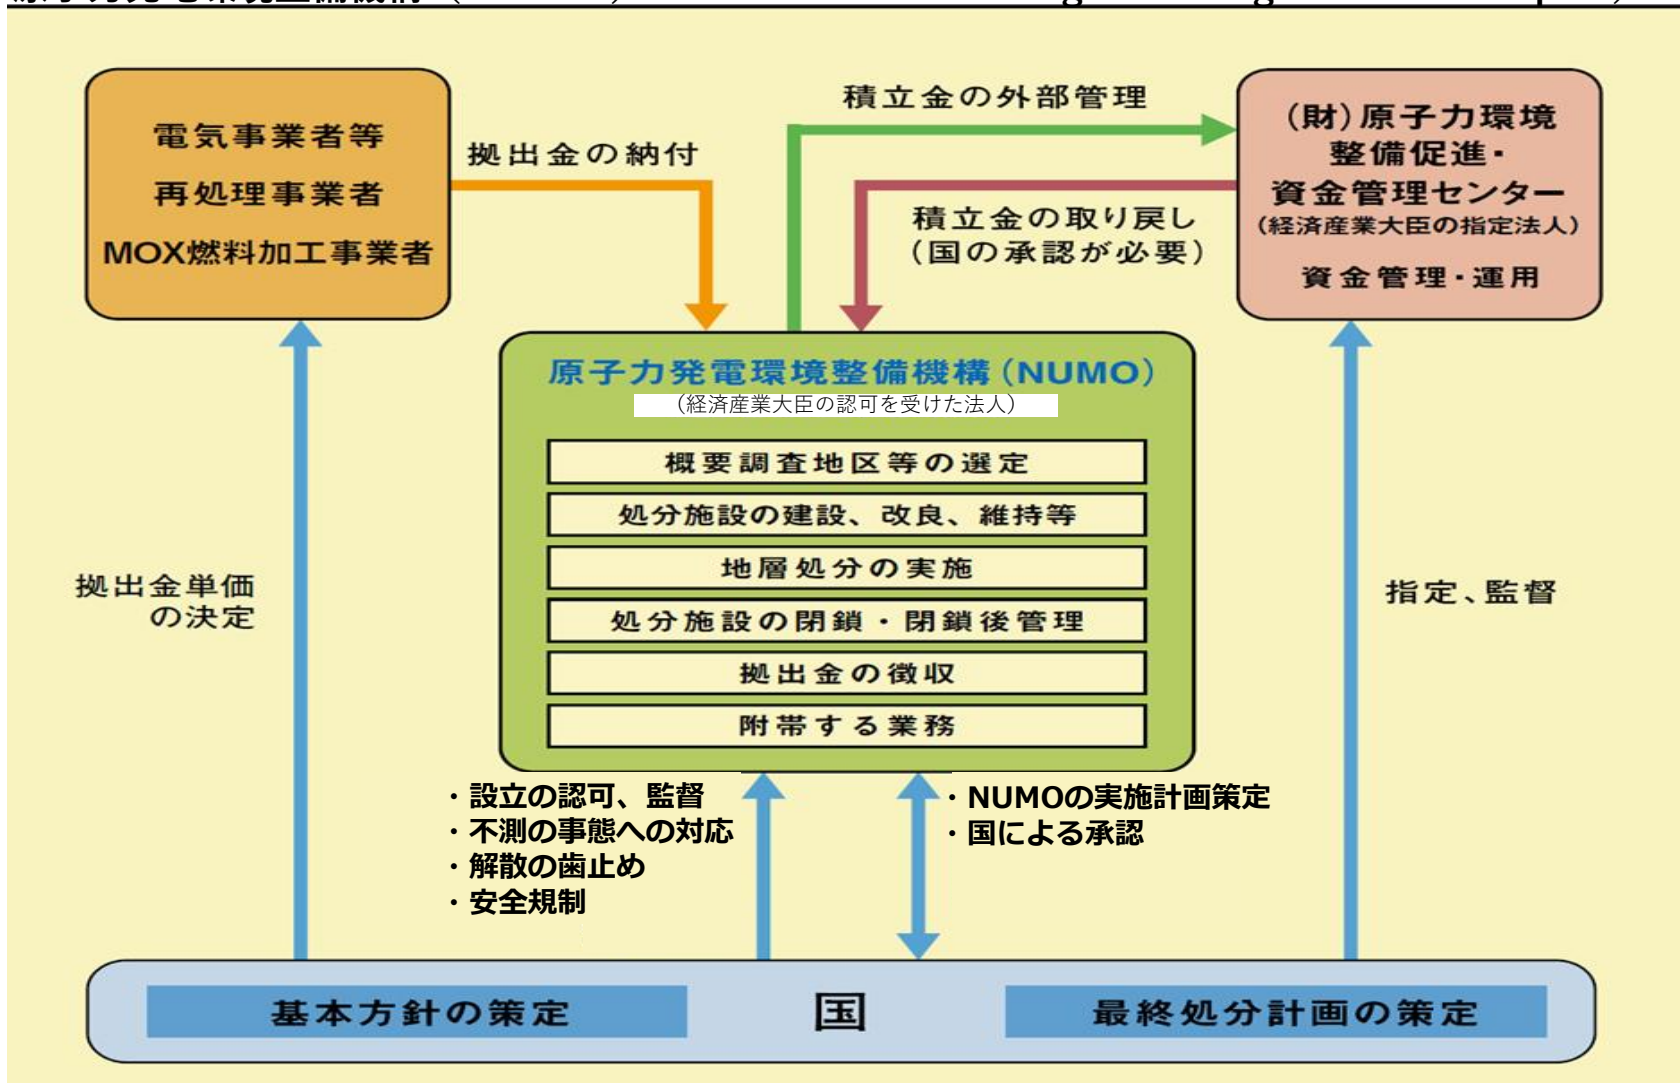 電気事業者等
再処理事業者
MOX燃料加工事業者
拠出金の納付
積立金の外部管理
積立金の取り戻し
(国の承認が必要)
(財)原子力環境
整備促進・
資金管理センター
(経済産業大臣の指定法人)
資金管理・運用
原子力発電環境整備機構(NUMO)
(経済産業大臣の認可を受けた法人)
概要調査地区等の選定
処分施設の建設、改良、維持等
地層処分の実施
処分施設の閉鎖・閉鎖後管理
拠出金の徴収
附帯する業務
拠出金単価
の決定
指定、監督
・設立の認可、監督
・不測の事態への対応
・解散の歯止め
・安全規制
・NUMOの実施計画策定
・国による承認
基本方針の策定
国
最終処分計画の策定